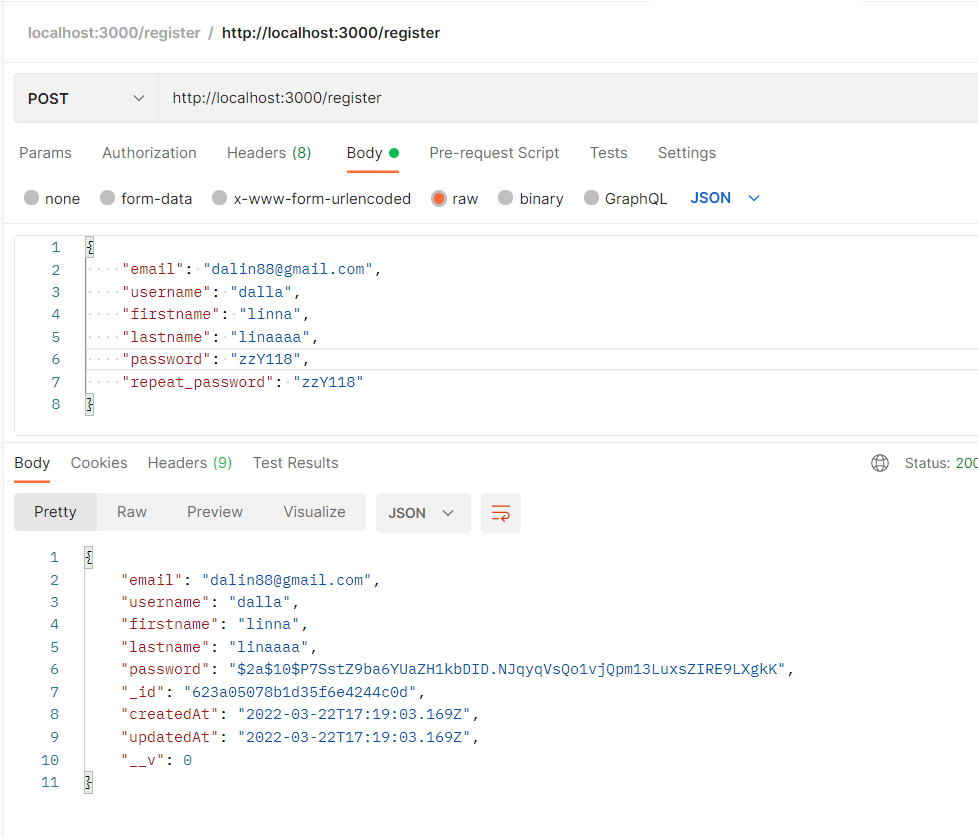 localhost:3000/register / http://localhost:3000/register
POST http://localhost:3000/register
Params Authorization Headers (8) Body Pre-request Script Tests Settings
none form-data x-www-form-urlencoded raw binary GraphQL JSON
1 {
2 "email": "dalin88@gmail.com",
3 "username": "dalla",
4 "firstname": "linna",
5 "lastname": "linaaaa",
6 "password": "zzY118",
7 "repeat_password": "zzY118"
8 }
Body Cookies Headers (9) Test Results Status: 200
Pretty Raw Preview Visualize JSON
1 {
2 "email": "dalin88@gmail.com",
3 "username": "dalla",
4 "firstname": "linna",
5 "lastname": "linaaaa",
6 "password": "$2a$10$P7SstZ9ba6YUaZH1kbDID.NJqyqVsQo1vjQpm13LuxsZIRE9LXgkK",
7 "_id": "623a05078b1d35f6e4244c0d",
8 "createdAt": "2022-03-22T17:19:03.169Z",
9 "updatedAt": "2022-03-22T17:19:03.169Z",
10 "__v": 0
11 }